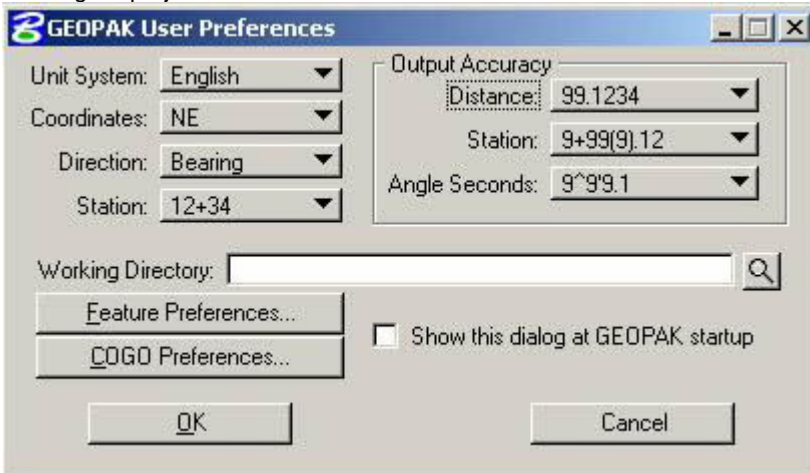 GEOPAK User Preferences
Unit System: English
Coordinates: NE
Direction: Bearing
Station: 12+34
Output Accuracy
Distance: 99.1234
Station: 9+99(9).12
Angle Seconds: 9^9'9.1
Working Directory:
Feature Preferences...
COGO Preferences...
Show this dialog at GEOPAK startup
OK
Cancel